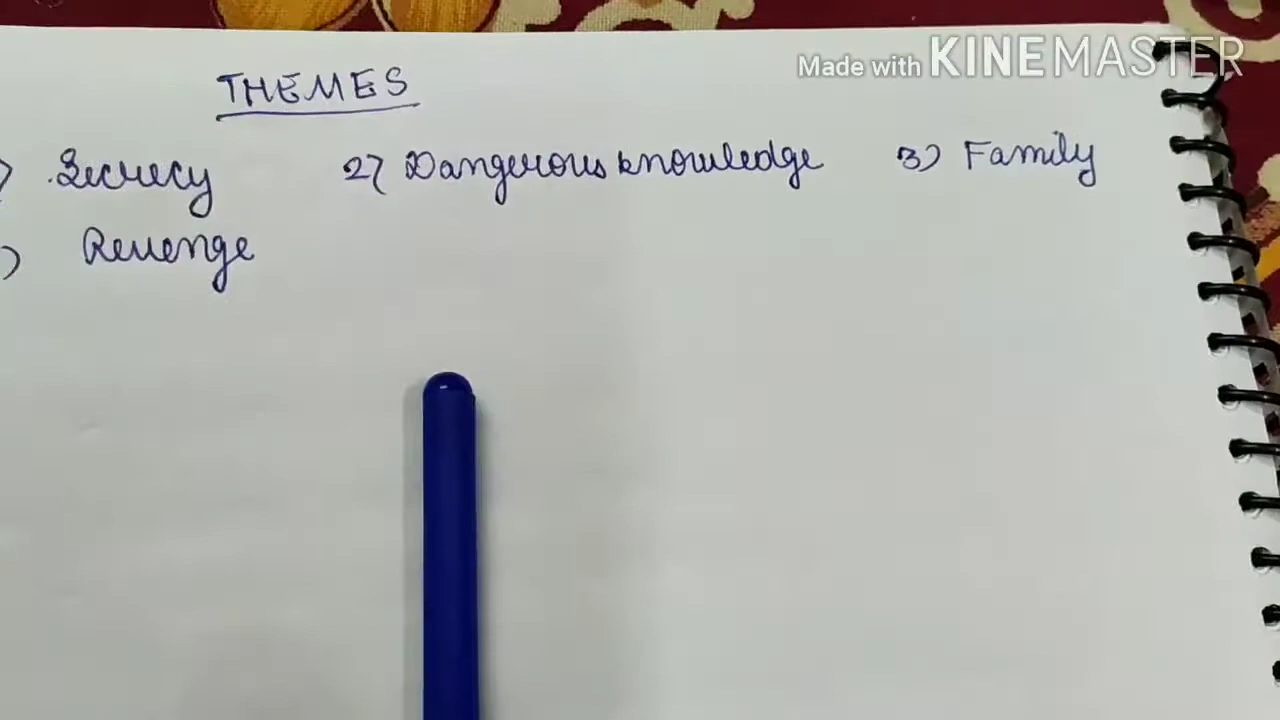 Made with KINEMASTER
THEMES
) Secrecy 2) Dangerous knowledge 3) Family
) Revenge